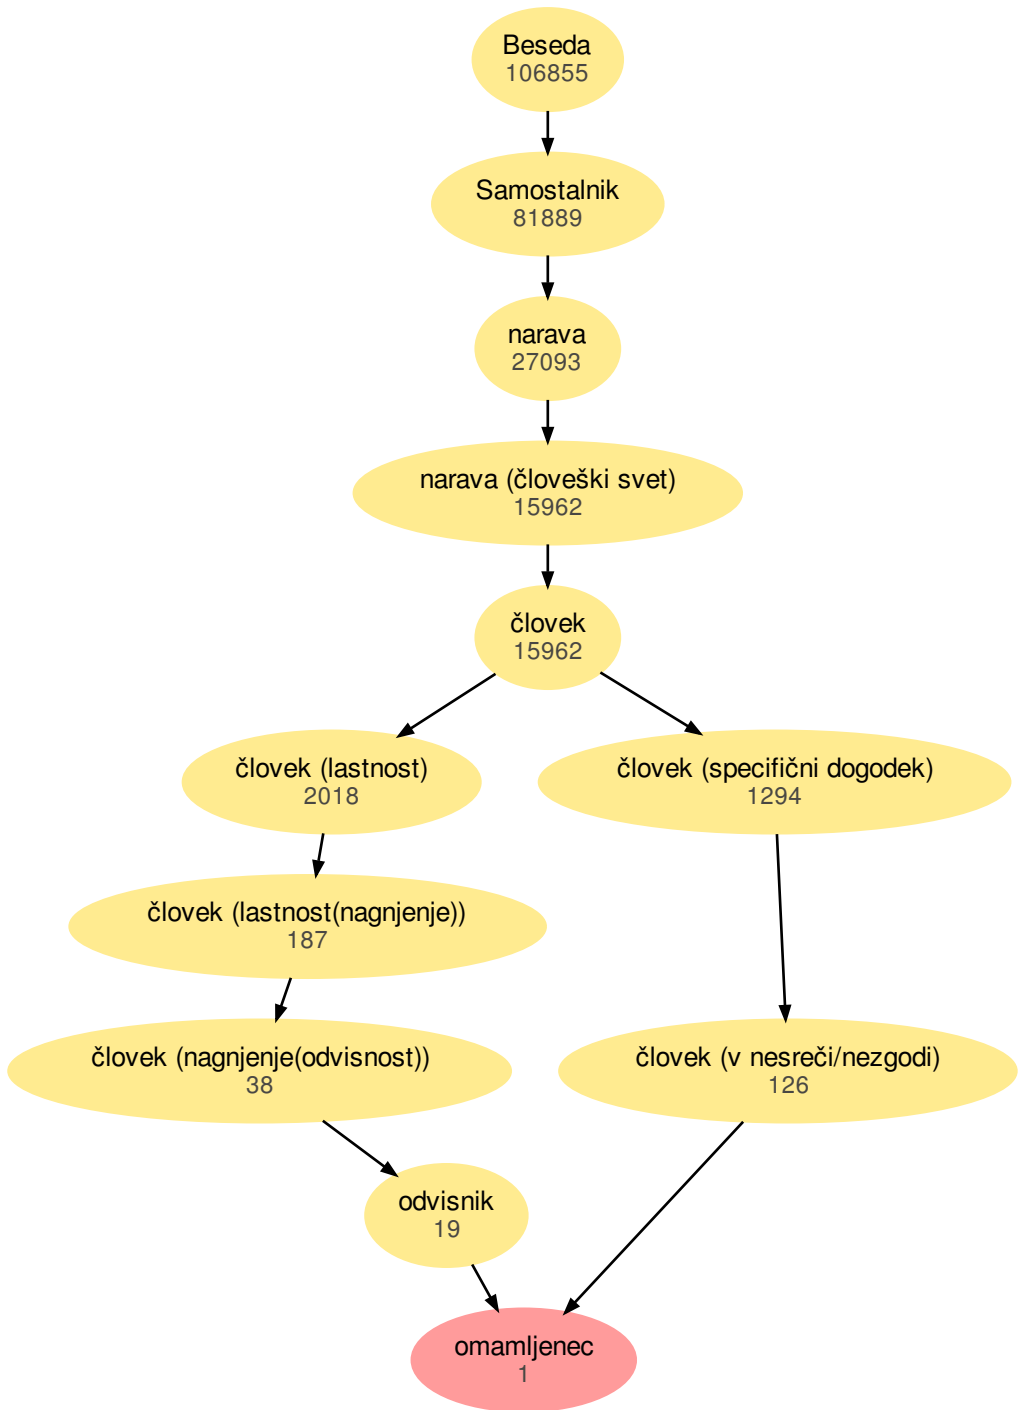 Beseda
106855
Samostalnik
81889
narava
27093
narava (človeški svet)
15962
človek
15962
človek (lastnost)
2018
človek (specifični dogodek)
1294
človek (lastnost(nagnjenje))
187
človek (nagnjenje(odvisnost))
38
človek (v nesreči/nezgodi)
126
odvisnik
19
omamljenec
1